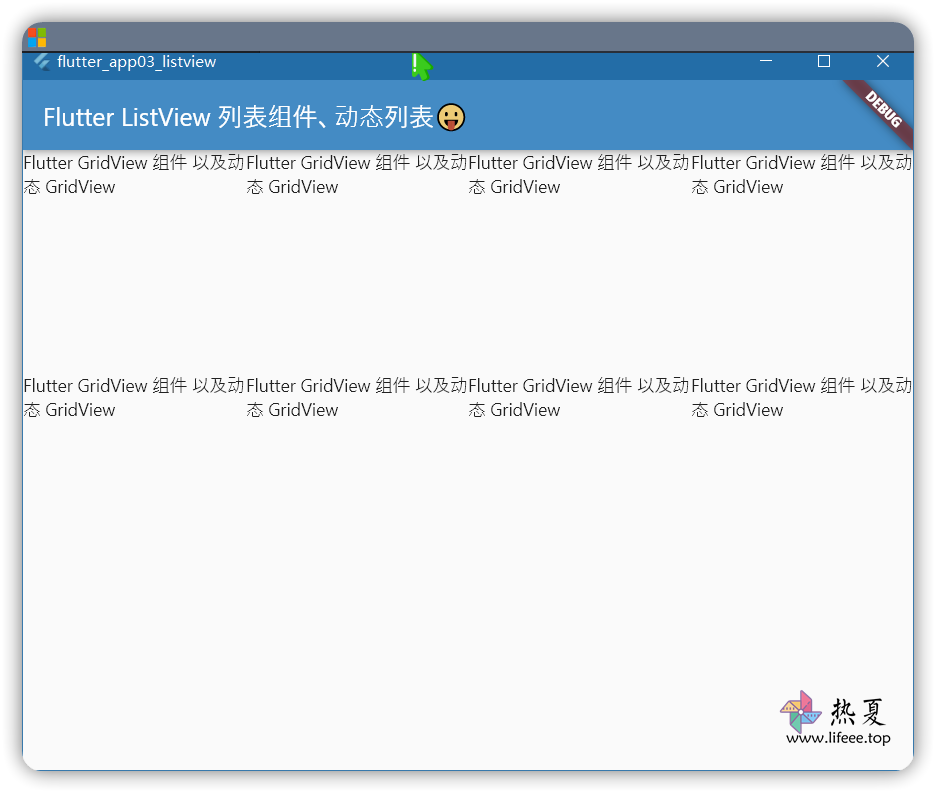 flutter_app03_listview
Flutter ListView 列表组件、动态列表😛
DEBUG
Flutter GridView 组件 以及动
态 GridView
Flutter GridView 组件 以及动
态 GridView
Flutter GridView 组件 以及动
态 GridView
Flutter GridView 组件 以及动
态 GridView
Flutter GridView 组件 以及动
态 GridView
Flutter GridView 组件 以及动
态 GridView
Flutter GridView 组件 以及动
态 GridView
Flutter GridView 组件 以及动
态 GridView
热夏
www.lifeee.top